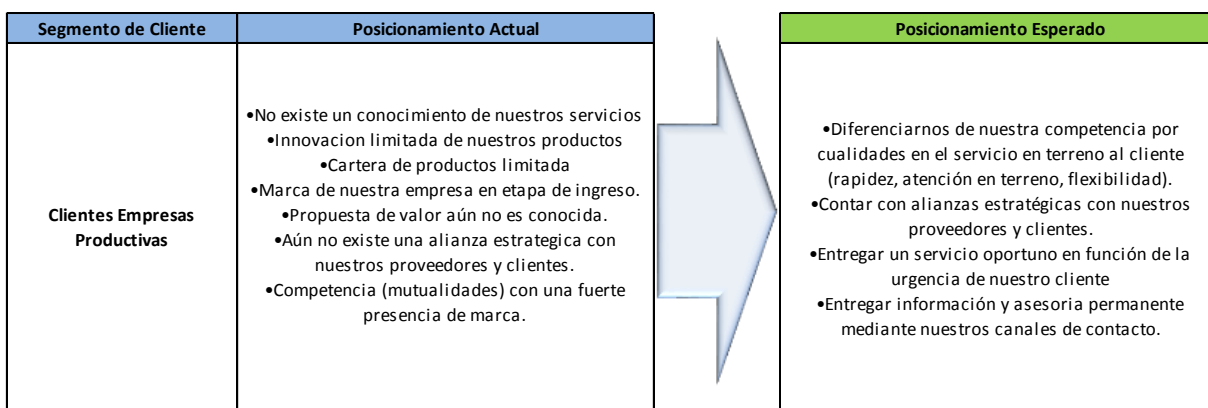 Segmento de Cliente
Posicionamiento Actual
Posicionamiento Esperado
Clientes Empresas
Productivas
•No existe un conocimiento de nuestros servicios
•Innovacion limitada de nuestros productos
•Cartera de productos limitada
•Marca de nuestra empresa en etapa de ingreso.
•Propuesta de valor aún no es conocida.
•Aún no existe una alianza estrategica con
nuestros proveedores y clientes.
•Competencia (mutualidades) con una fuerte
presencia de marca.
•Diferenciarnos de nuestra competencia por
cualidades en el servicio en terreno al cliente
(rapidez, atención en terreno, flexibilidad).
•Contar con alianzas estratégicas con nuestros
proveedores y clientes.
•Entregar un servicio oportuno en función de la
urgencia de nuestro cliente
•Entregar información y asesoria permanente
mediante nuestros canales de contacto.